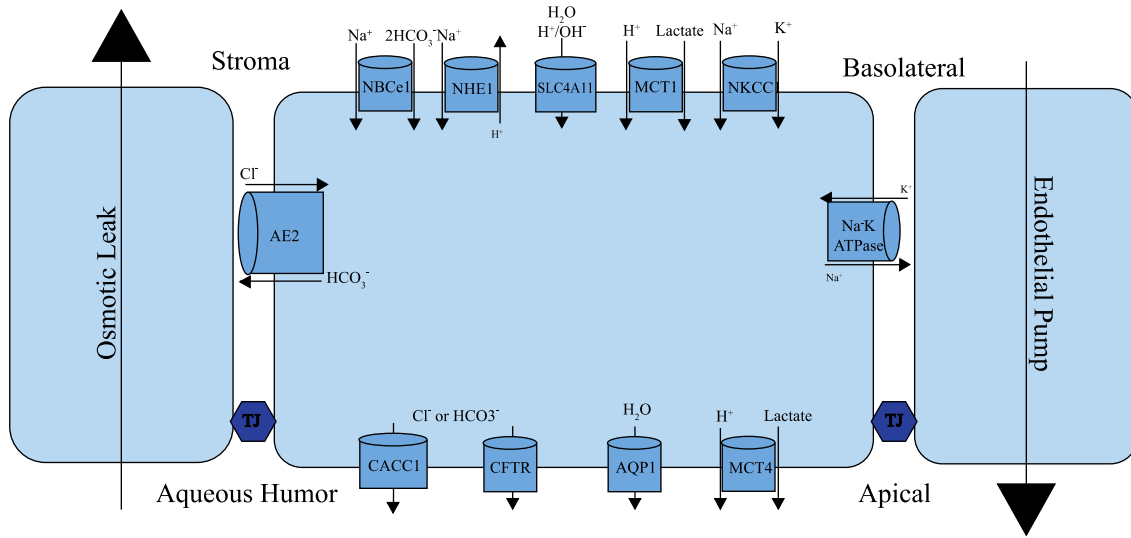 H₂O
H⁺/OH⁻
Na⁺
2HCO₃⁻
Na⁺
H⁺
Lactate
Na⁺
K⁺
Stroma
Basolateral
NBCe1
NHE1
SLC4A11
MCT1
NKCC1
H⁺
Cl⁻
AE2
HCO₃⁻
K⁺
Na⁻K
ATPase
Na⁺
Osmotic Leak
Endothelial Pump
TJ
TJ
Cl⁻ or HCO3⁻
H₂O
H⁺
Lactate
CACC1
CFTR
AQP1
MCT4
Aqueous Humor
Apical